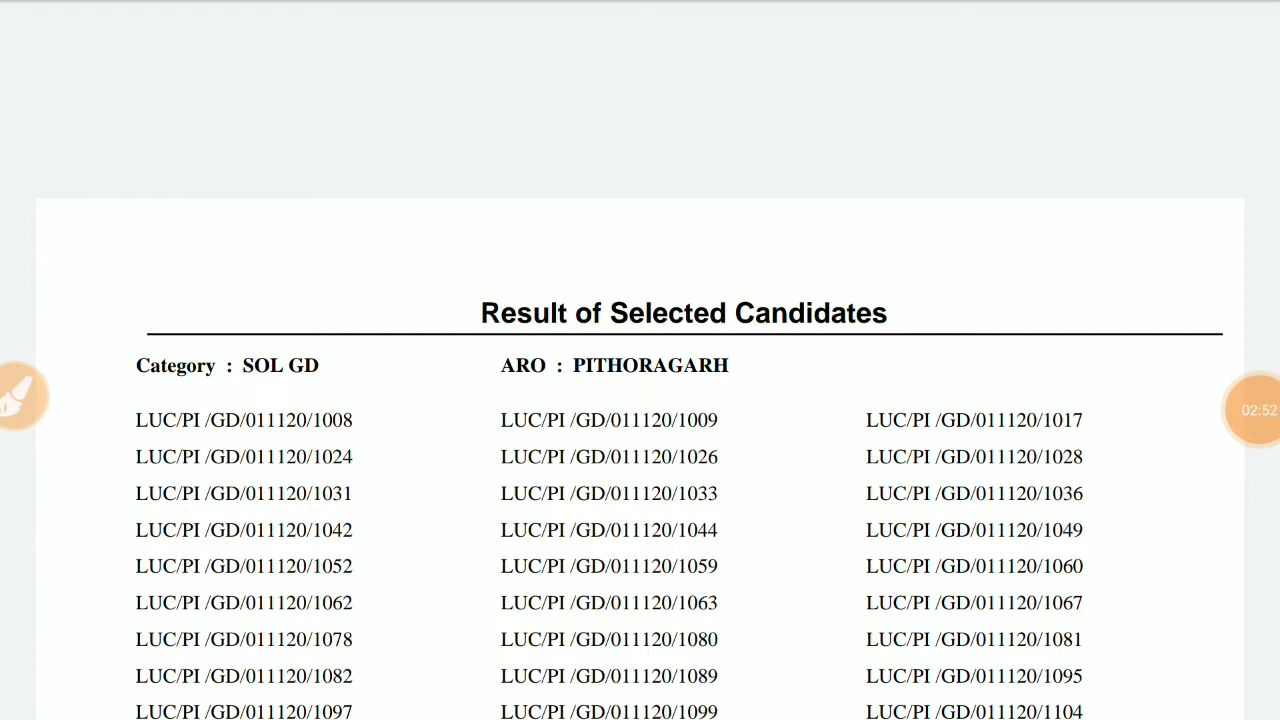 Result of Selected Candidates
Category : SOL GD ARO : PITHORAGARH
LUC/PI /GD/011120/1008 LUC/PI /GD/011120/1009 LUC/PI /GD/011120/1017
LUC/PI /GD/011120/1024 LUC/PI /GD/011120/1026 LUC/PI /GD/011120/1028
LUC/PI /GD/011120/1031 LUC/PI /GD/011120/1033 LUC/PI /GD/011120/1036
02:52
LUC/PI /GD/011120/1042 LUC/PI /GD/011120/1044 LUC/PI /GD/011120/1049
LUC/PI /GD/011120/1052 LUC/PI /GD/011120/1059 LUC/PI /GD/011120/1060
LUC/PI /GD/011120/1062 LUC/PI /GD/011120/1063 LUC/PI /GD/011120/1067
LUC/PI /GD/011120/1078 LUC/PI /GD/011120/1080 LUC/PI /GD/011120/1081
LUC/PI /GD/011120/1082 LUC/PI /GD/011120/1089 LUC/PI /GD/011120/1095
LUC/PI /GD/011120/1097 LUC/PI /GD/011120/1099 LUC/PI /GD/011120/1104